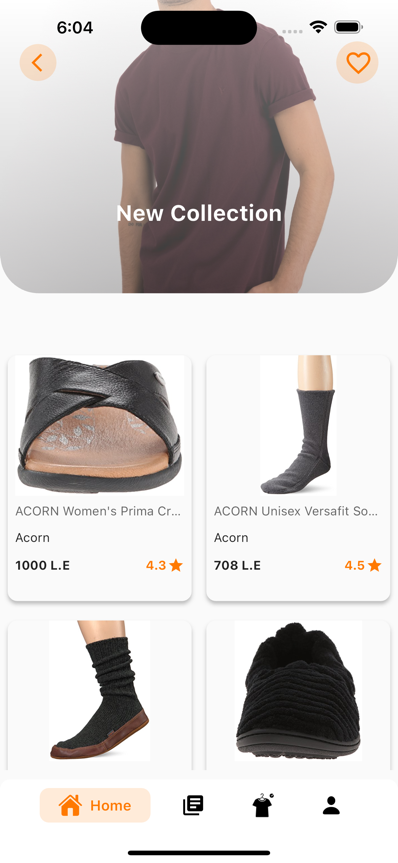 6:04
New Collection
ACORN Women's Prima Cr...
ACORN Unisex Versafit So...
Acorn
Acorn
1000 L.E
4.3
708 L.E
4.5
Home